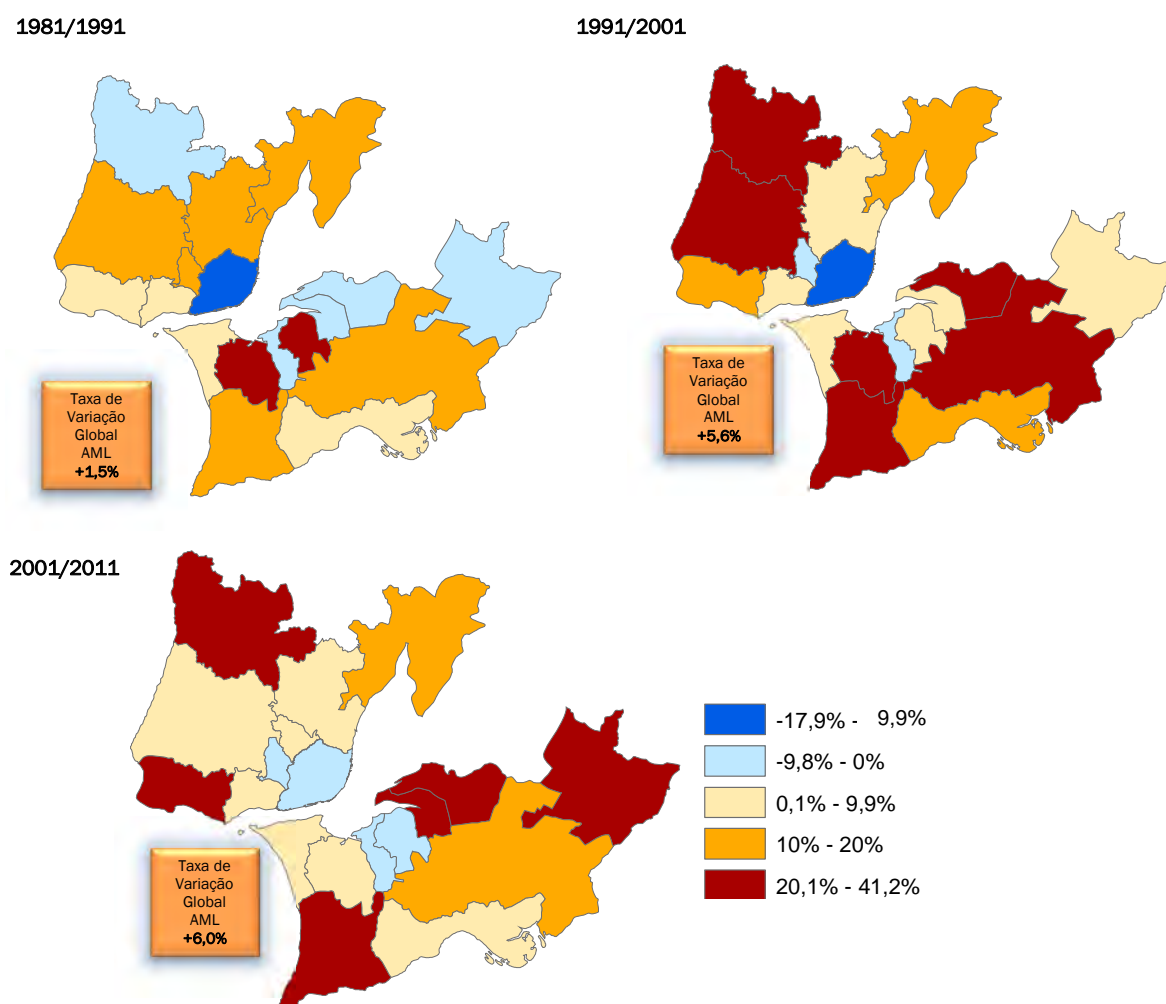 1981/1991
1991/2001
Taxa de
Variação
Global
AML
+1,5%
Taxa de
Variação
Global
AML
+5,6%
2001/2011
Taxa de
Variação
Global
AML
+6,0%
-17,9% - 9,9%
-9,8% - 0%
0,1% - 9,9%
10% - 20%
20,1% - 41,2%